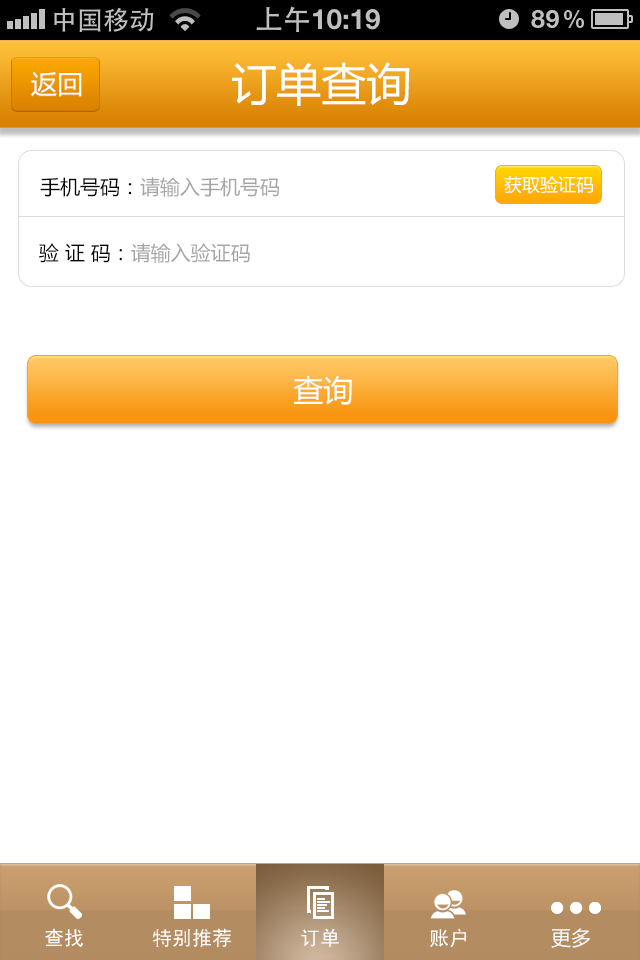 中国移动 上午10:19 89%
返回 订单查询
手机号码：请输入手机号码 获取验证码
验证码：请输入验证码
查询
查找 特别推荐 订单 账户 更多